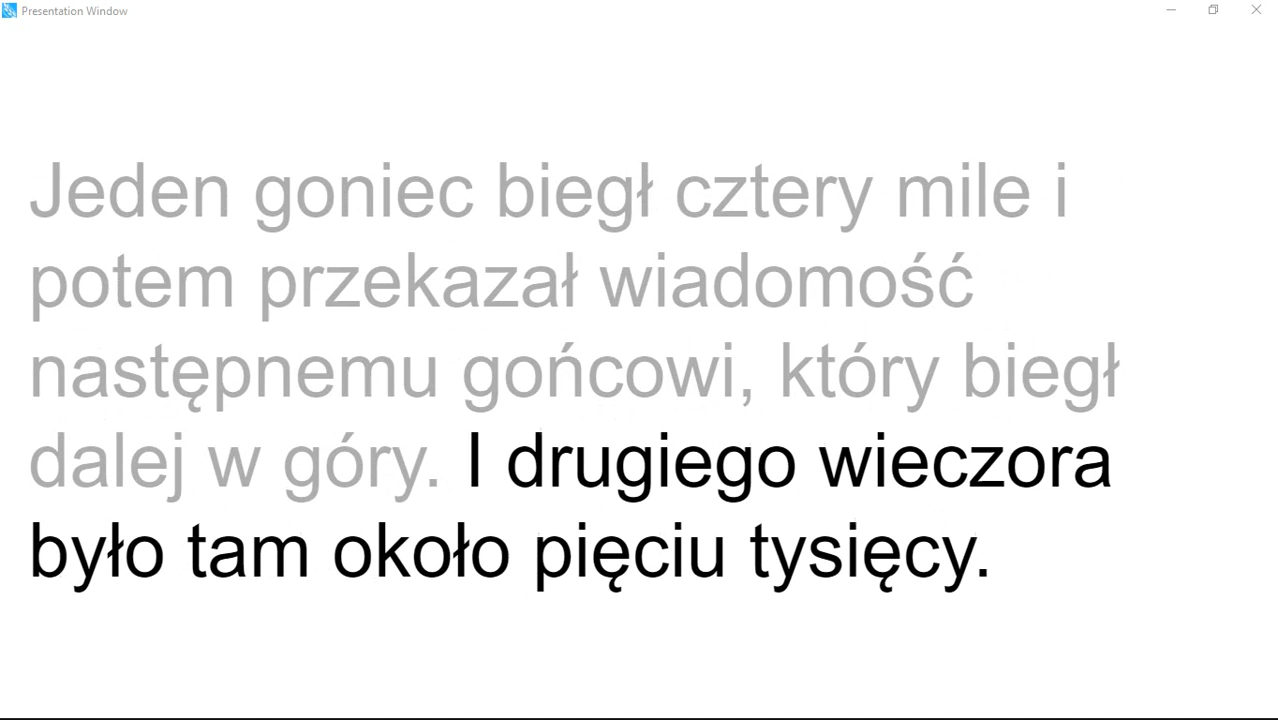 Presentation Window
Jeden goniec biegł cztery mile i
potem przekazał wiadomość
następnemu gońcowi, który biegł
dalej w góry. I drugiego wieczora
było tam około pięciu tysięcy.